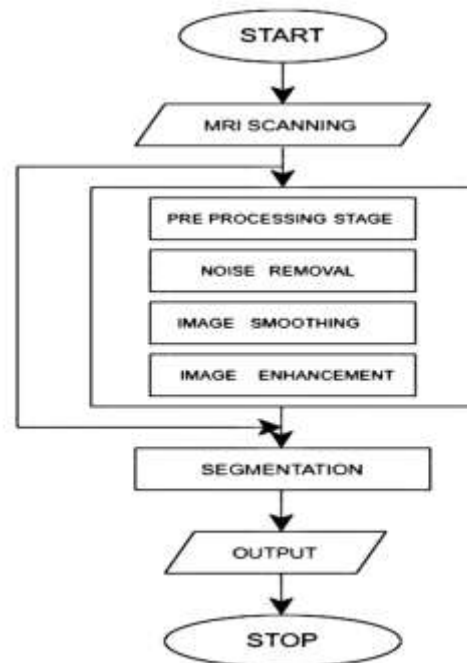 START
MRI SCANNING
PRE PROCESSING STAGE
NOISE REMOVAL
IMAGE SMOOTHING
IMAGE ENHANCEMENT
SEGMENTATION
OUTPUT
STOP